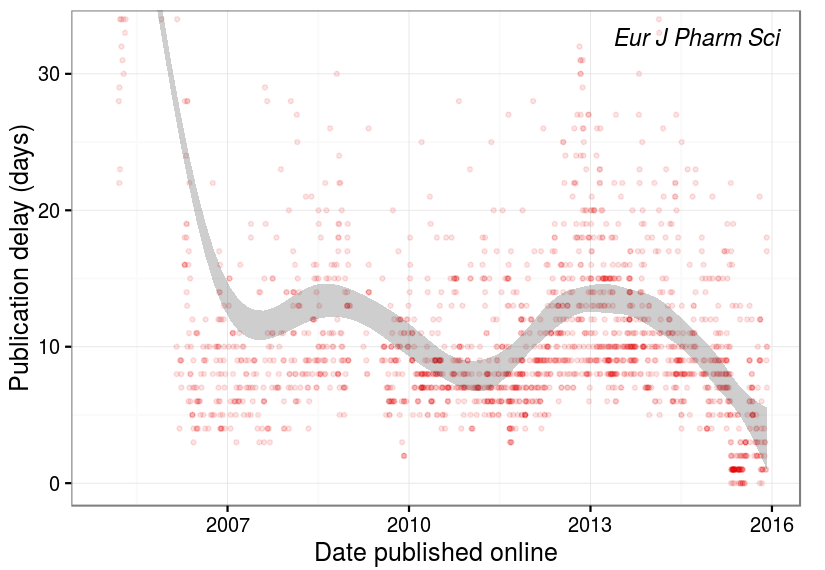 Eur J Pharm Sci
30
20
10
0
Publication delay (days)
2007 2010 2013 2016
Date published online